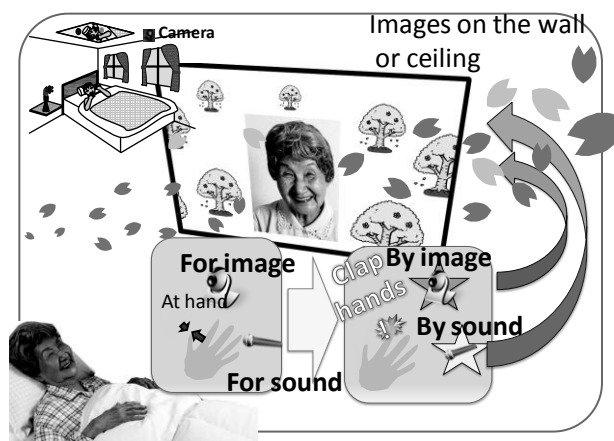 Camera
Images on the wall
or ceiling
For image
At hand
For sound
Clap
hands
!
By image
By sound